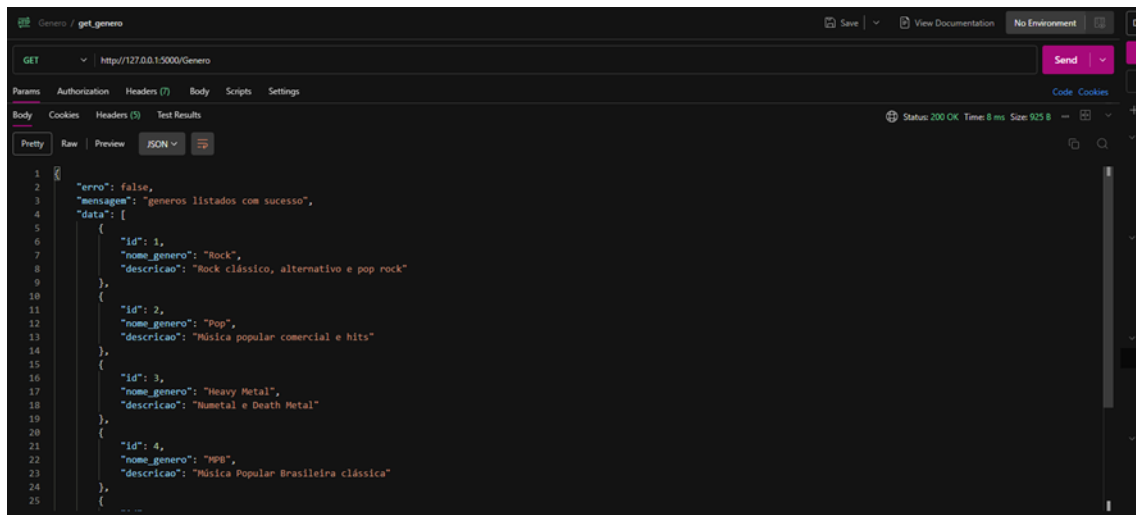 Genero / get_genero
Save
View Documentation
No Environment
GET
http://127.0.0.1:5000/Genero
Send
Params Authorization Headers (7) Body Scripts Settings
Code Cookies
Body Cookies Headers (5) Test Results
Status: 200 OK Time: 8 ms Size: 925 B
Pretty Raw Preview JSON
1 {
2 "erro": false,
3 "mensagem": "generos listados com sucesso",
4 "data": [
5 {
6 "id": 1,
7 "nome_genero": "Rock",
8 "descricao": "Rock clássico, alternativo e pop rock"
9 },
10 {
11 "id": 2,
12 "nome_genero": "Pop",
13 "descricao": "Música popular comercial e hits"
14 },
15 {
16 "id": 3,
17 "nome_genero": "Heavy Metal",
18 "descricao": "Numetal e Death Metal"
19 },
20 {
21 "id": 4,
22 "nome_genero": "MPB",
23 "descricao": "Música Popular Brasileira clássica"
24 },
25 {